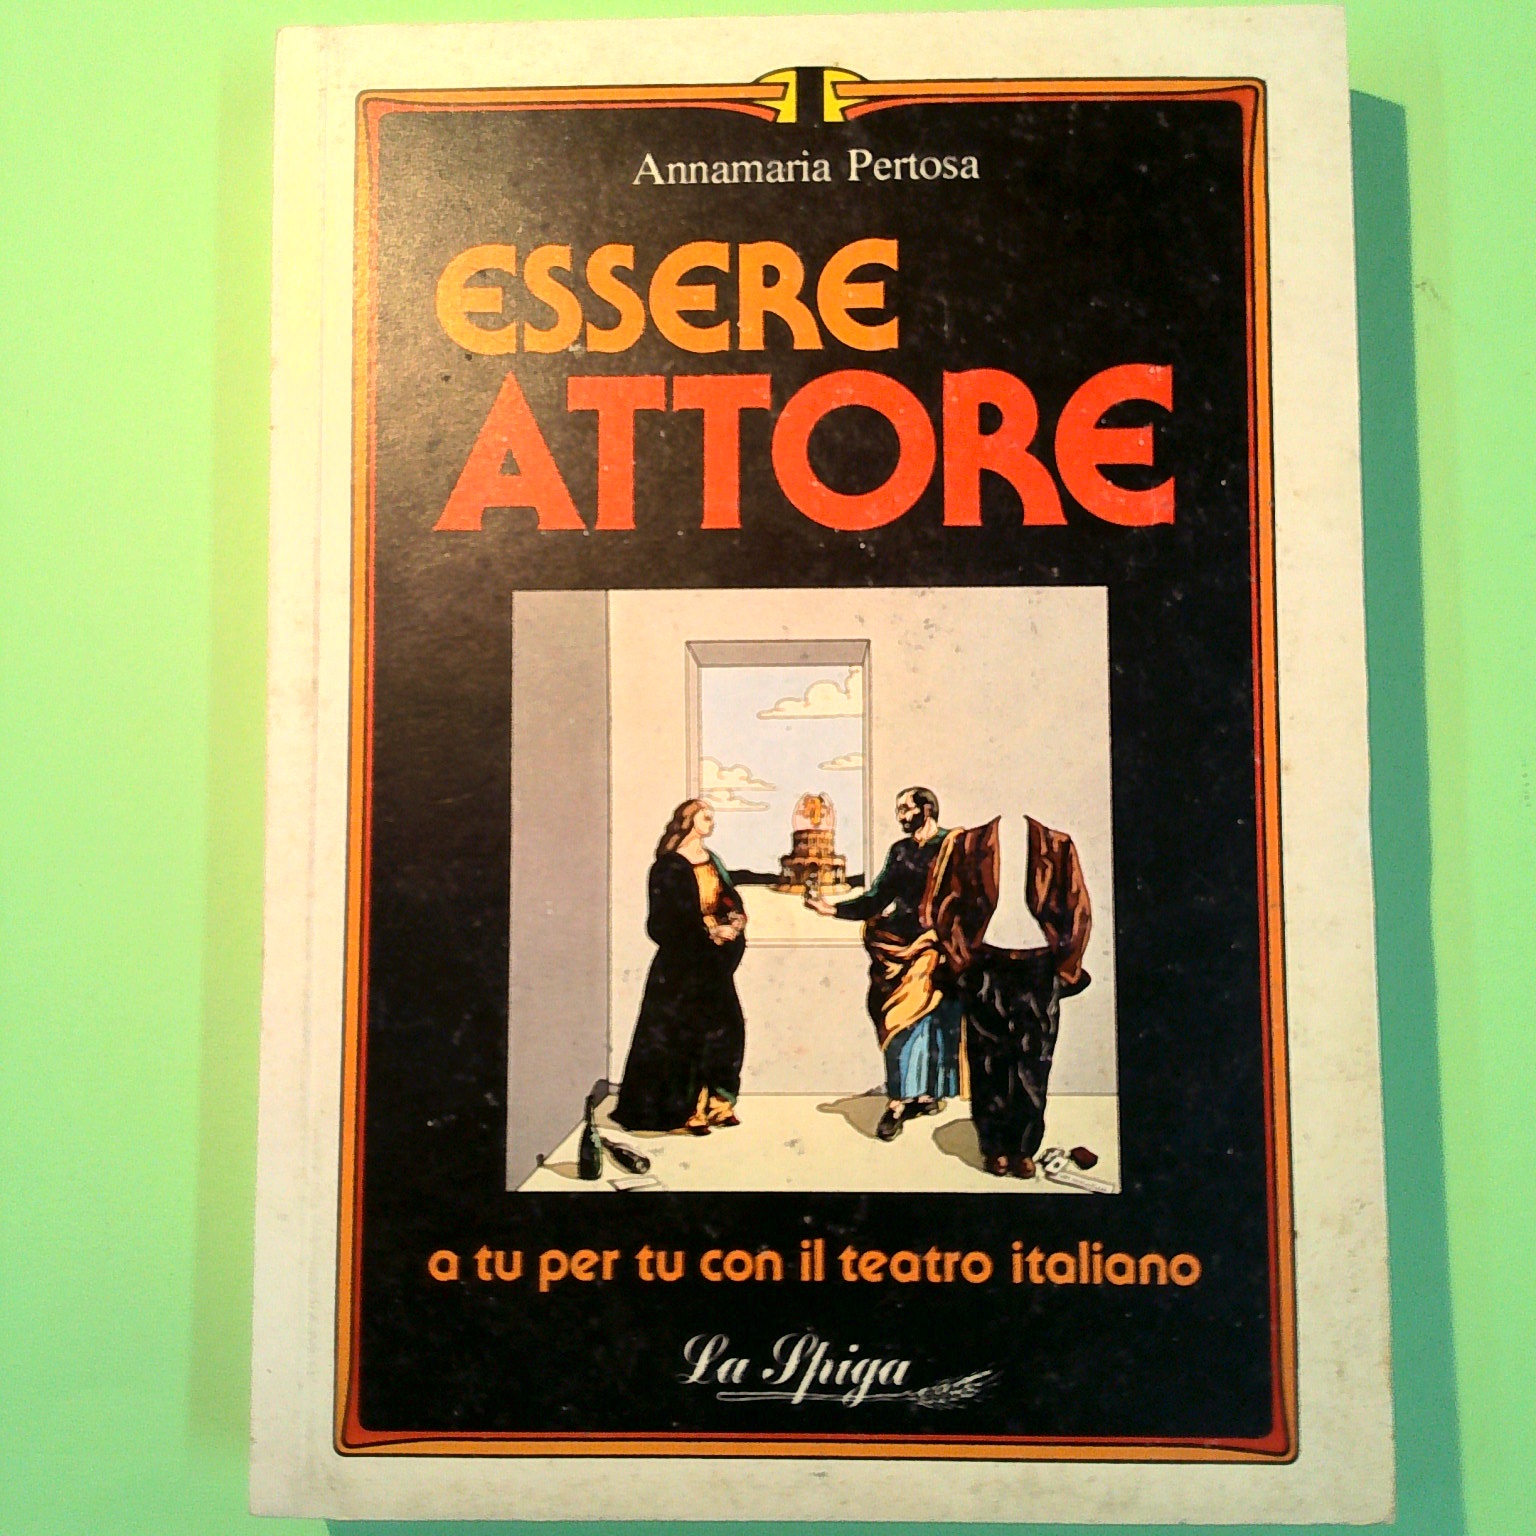 Annamaria Pertosa
ESSERE
ATTORE
a tu per tu con il teatro italiano
La Spiga